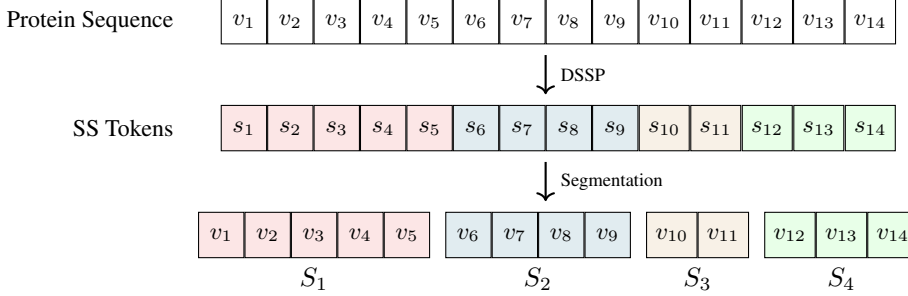 Protein Sequence v₁ v₂ v₃ v₄ v₅ v₆ v₇ v₈ v₉ v₁₀ v₁₁ v₁₂ v₁₃ v₁₄
DSSP
SS Tokens s₁ s₂ s₃ s₄ s₅ s₆ s₇ s₈ s₉ s₁₀ s₁₁ s₁₂ s₁₃ s₁₄
Segmentation
v₁ v₂ v₃ v₄ v₅ v₆ v₇ v₈ v₉ v₁₀ v₁₁ v₁₂ v₁₃ v₁₄
S₁ S₂ S₃ S₄